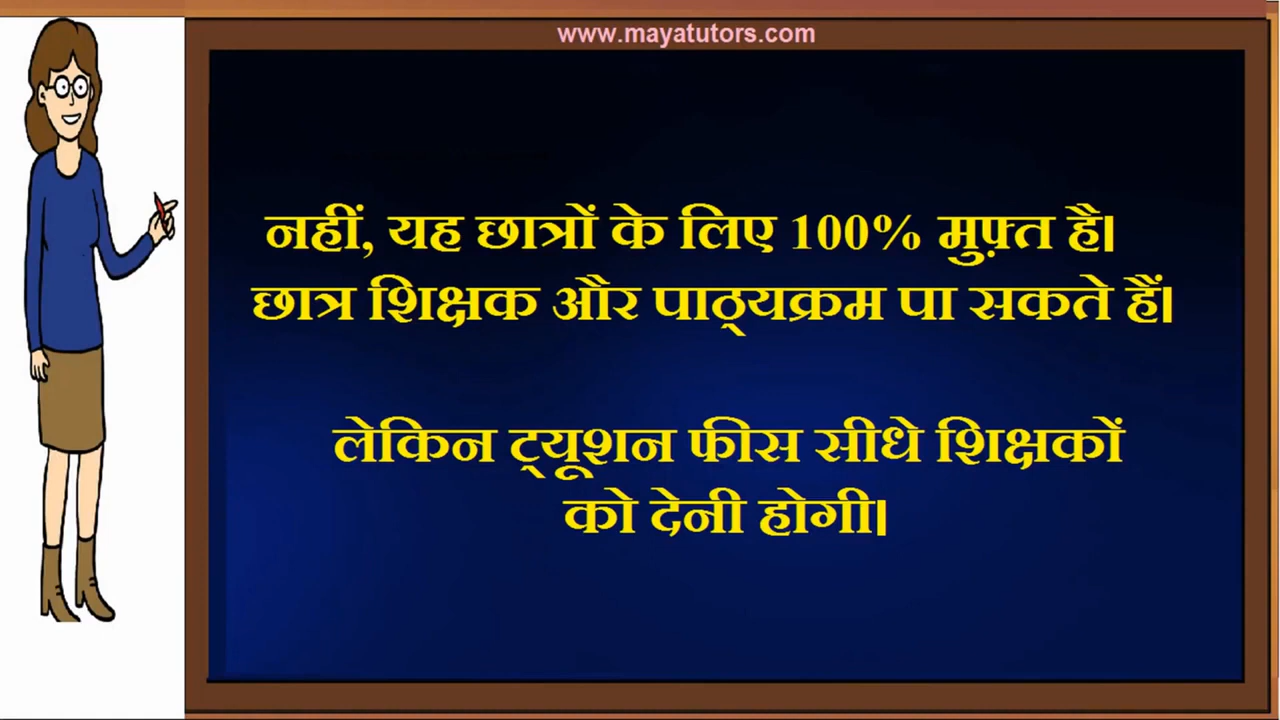 www.mayatutors.com
नहीं, यह छात्रों के लिए 100% मुफ़्त है।
छात्र शिक्षक और पाठ्यक्रम पा सकते हैं।
लेकिन ट्यूशन फीस सीधे शिक्षकों
को देनी होगी।